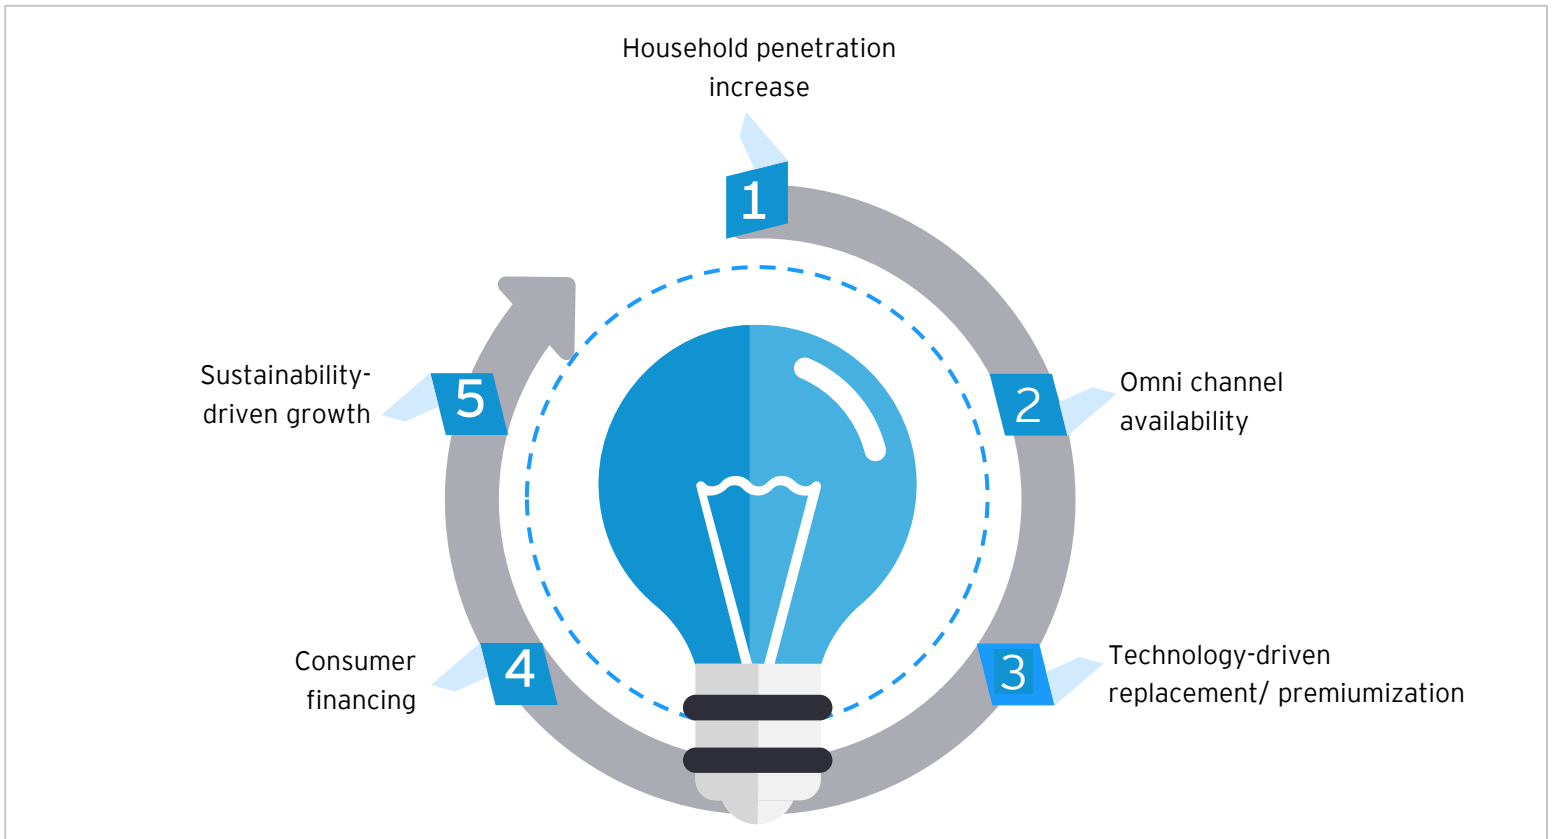 Household penetration
increase
1
2
Omni channel
availability
3
Technology-driven
replacement/ premiumization
4
Consumer
financing
5
Sustainability-
driven growth